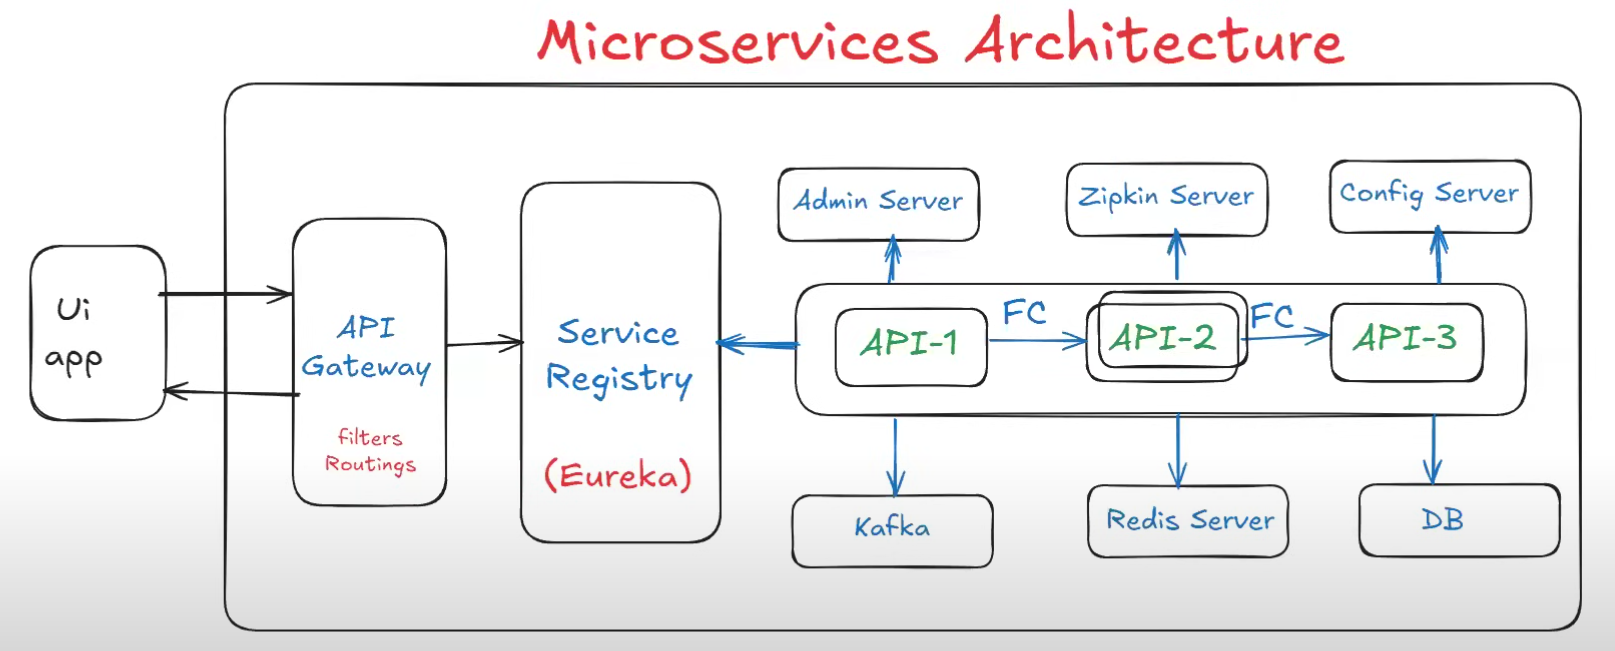 Microservices Architecture
Ui
app
API
Gateway
filters
Routings
Service
Registry
(Eureka)
Admin Server
Zipkin Server
Config Server
API-1
FC
API-2
FC
API-3
Kafka
Redis Server
DB